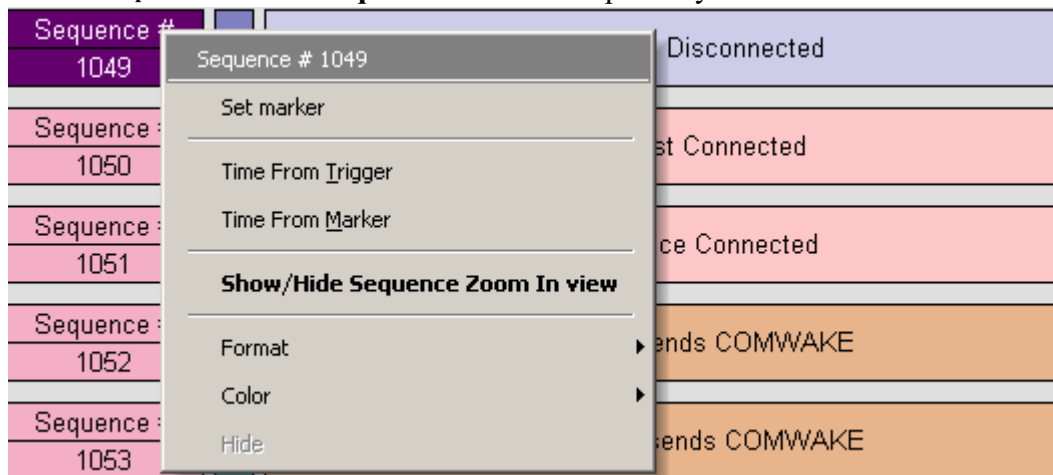 Sequence #
1049
Disconnected
Sequence # 1049
Set marker
Sequence
1050
st Connected
Time From Trigger
Time From Marker
Sequence
1051
ce Connected
Show/Hide Sequence Zoom In view
Sequence
1052
ends COMWAKE
Format
Color
Sequence
1053
sends COMWAKE
Hide